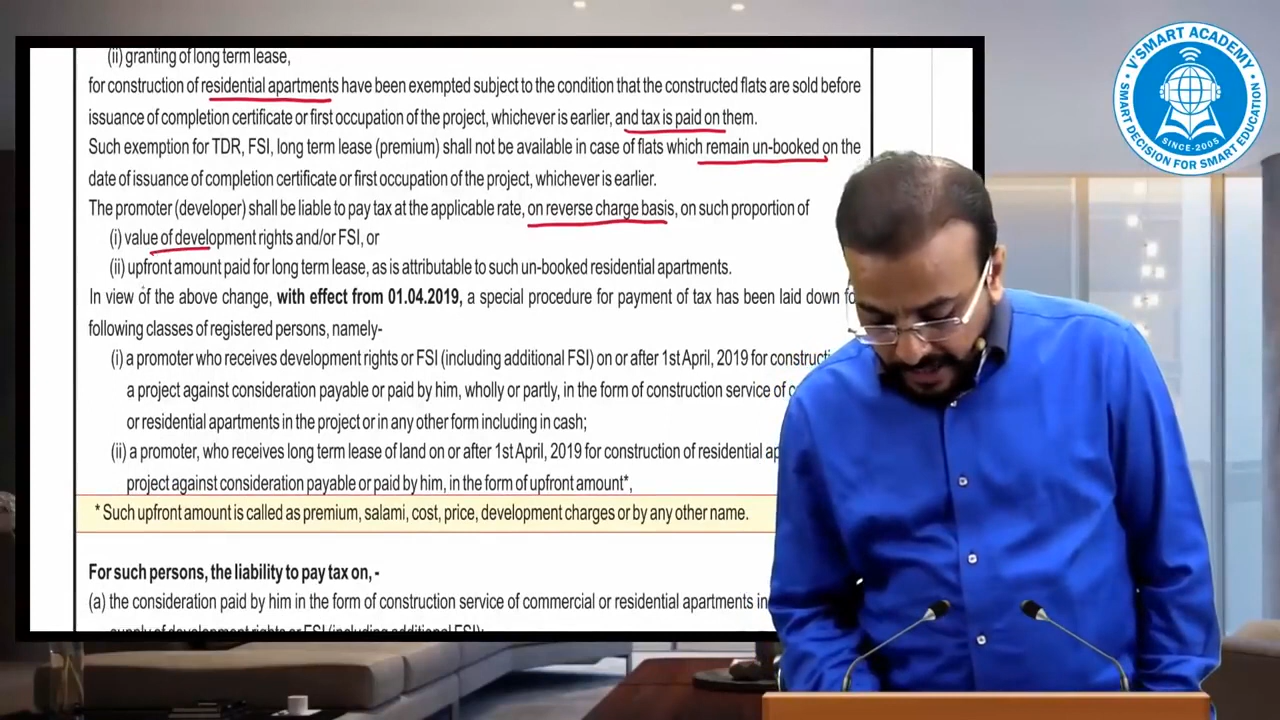 (ii) granting of long term lease,
for construction of residential apartments have been exempted subject to the condition that the constructed flats are sold before
issuance of completion certificate or first occupation of the project, whichever is earlier, and tax is paid on them.
Such exemption for TDR, FSI, long term lease (premium) shall not be available in case of flats which remain un-booked on the
date of issuance of completion certificate or first occupation of the project, whichever is earlier.
The promoter (developer) shall be liable to pay tax at the applicable rate, on reverse charge basis, on such proportion of
(i) value of development rights and/or FSI, or
(ii) upfront amount paid for long term lease, as is attributable to such un-booked residential apartments.
In view of the above change, with effect from 01.04.2019, a special procedure for payment of tax has been laid down
following classes of registered persons, namely-
(i) a promoter who receives development rights or FSI (including additional FSI) on or after 1st April, 2019 for
a project against consideration payable or paid by him, wholly or partly, in the form of construction service of
or residential apartments in the project or in any other form including in cash;
(ii) a promoter, who receives long term lease of land on or after 1st April, 2019 for construction of residential
project against consideration payable or paid by him, in the form of upfront amount*,
* Such upfront amount is called as premium, salami, cost, price, development charges or by any other name.
For such persons, the liability to pay tax on, -
(a) the consideration paid by him in the form of construction service of commercial or residential apartments in
supply of development rights or FSI (including additional FSI);
V'SMART ACADEMY
SINCE-2005
SMART DECISION FOR SMART EDUCATION